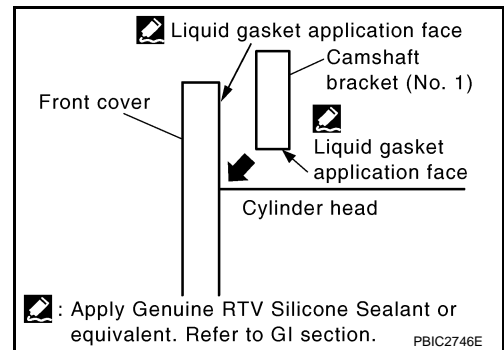 Liquid gasket application face
Camshaft
bracket (No. 1)
Front cover
Liquid gasket
application face
Cylinder head
: Apply Genuine RTV Silicone Sealant or
equivalent. Refer to GI section.
PBIC2746E